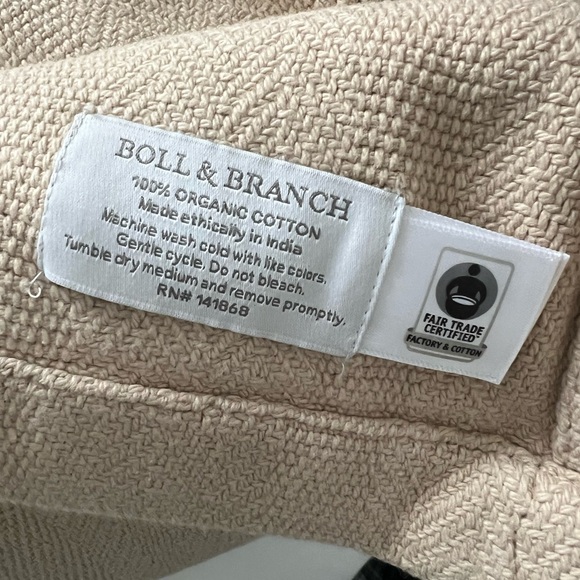 BOLL & BRANCH
100% ORGANIC COTTON
Made ethically in India
Machine wash cold with like colors.
Gentle cycle. Do not bleach.
Tumble dry medium and remove promptly.
RN# 141868
FAIR TRADE
CERTIFIED™
FACTORY & COTTON